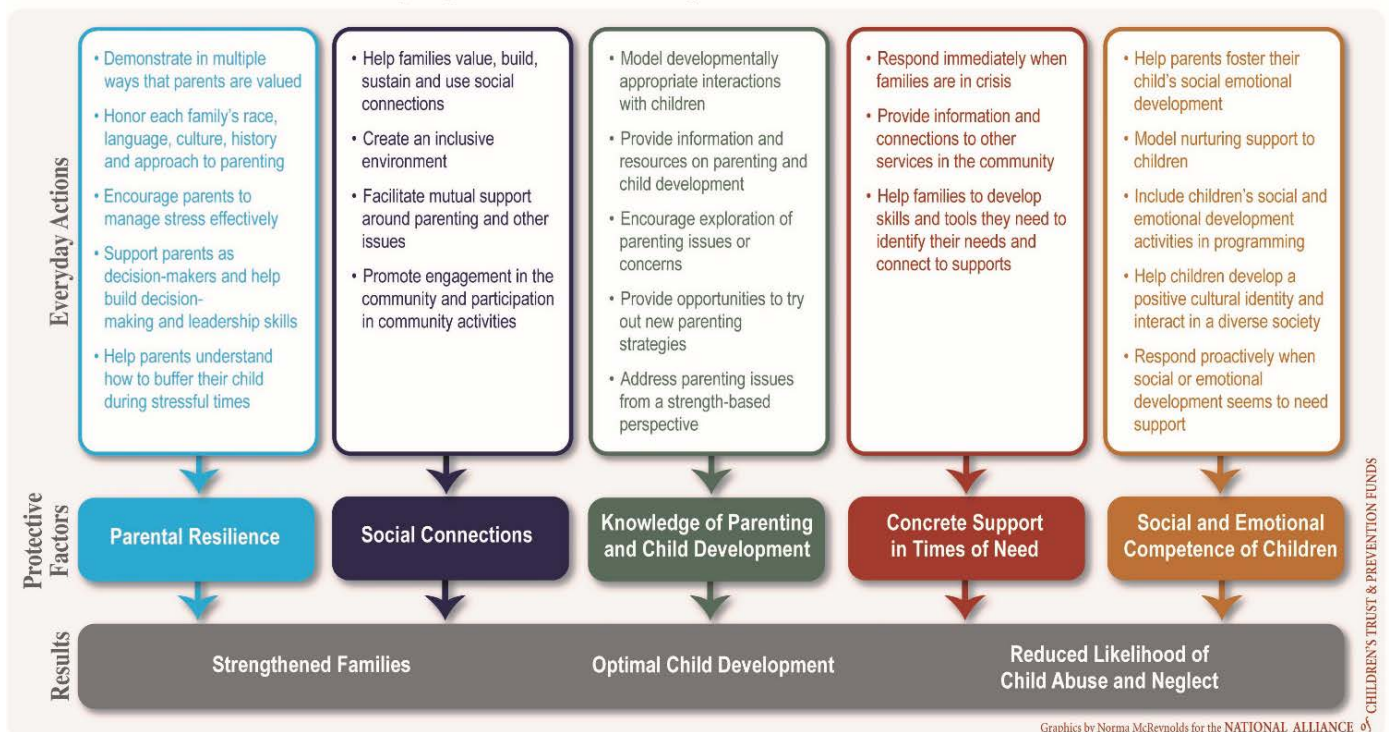 Everyday Actions
• Demonstrate in multiple
ways that parents are valued
• Honor each family's race,
language, culture, history
and approach to parenting
• Encourage parents to
manage stress effectively
• Support parents as
decision-makers and help
build decision-
making and leadership skills
• Help parents understand
how to buffer their child
during stressful times
• Help families value, build,
sustain and use social
connections
• Create an inclusive
environment
• Facilitate mutual support
around parenting and other
issues
• Promote engagement in the
community and participation
in community activities
• Model developmentally
appropriate interactions
with children
• Provide information and
resources on parenting and
child development
• Encourage exploration of
parenting issues or
concerns
• Provide opportunities to try
out new parenting
strategies
• Address parenting issues
from a strength-based
perspective
• Respond immediately when
families are in crisis
• Provide information and
connections to other
services in the community
• Help families to develop
skills and tools they need to
identify their needs and
connect to supports
• Help parents foster their
child's social emotional
development
• Model nurturing support to
children
• Include children's social and
emotional development
activities in programming
• Help children develop a
positive cultural identity and
interact in a diverse society
• Respond proactively when
social or emotional
development seems to need
support
Protective
Factors
Parental Resilience
Social Connections
Knowledge of Parenting
and Child Development
Concrete Support
in Times of Need
Social and Emotional
Competence of Children
Results
Strengthened Families
Optimal Child Development
Reduced Likelihood of
Child Abuse and Neglect
Graphics by Norma McReynolds for the NATIONAL ALLIANCE of
CHILDREN'S TRUST & PREVENTION FUNDS